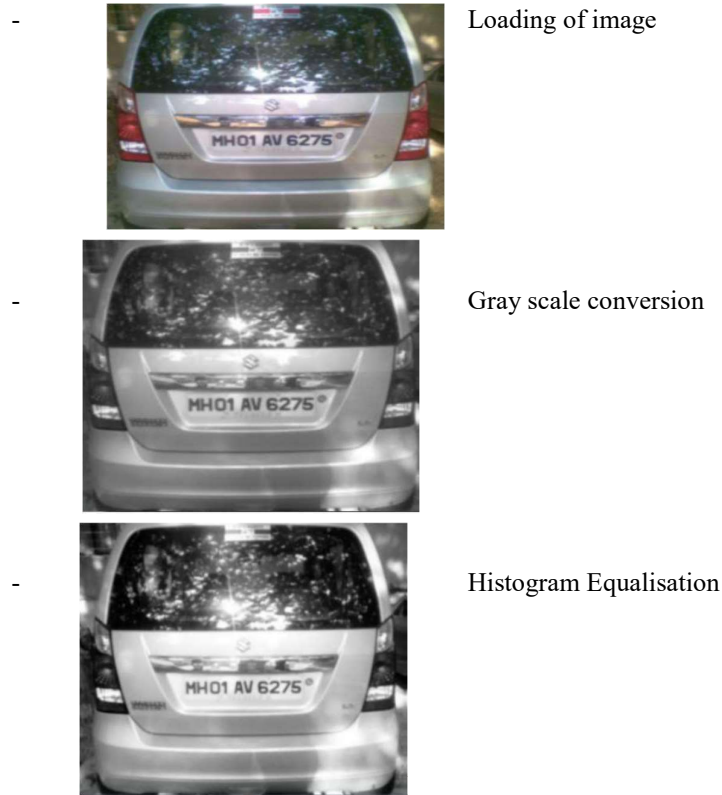 - Loading of image
MH01 AV 6275
- Gray scale conversion
MH01 AV 6275
- Histogram Equalisation
MH01 AV 6275